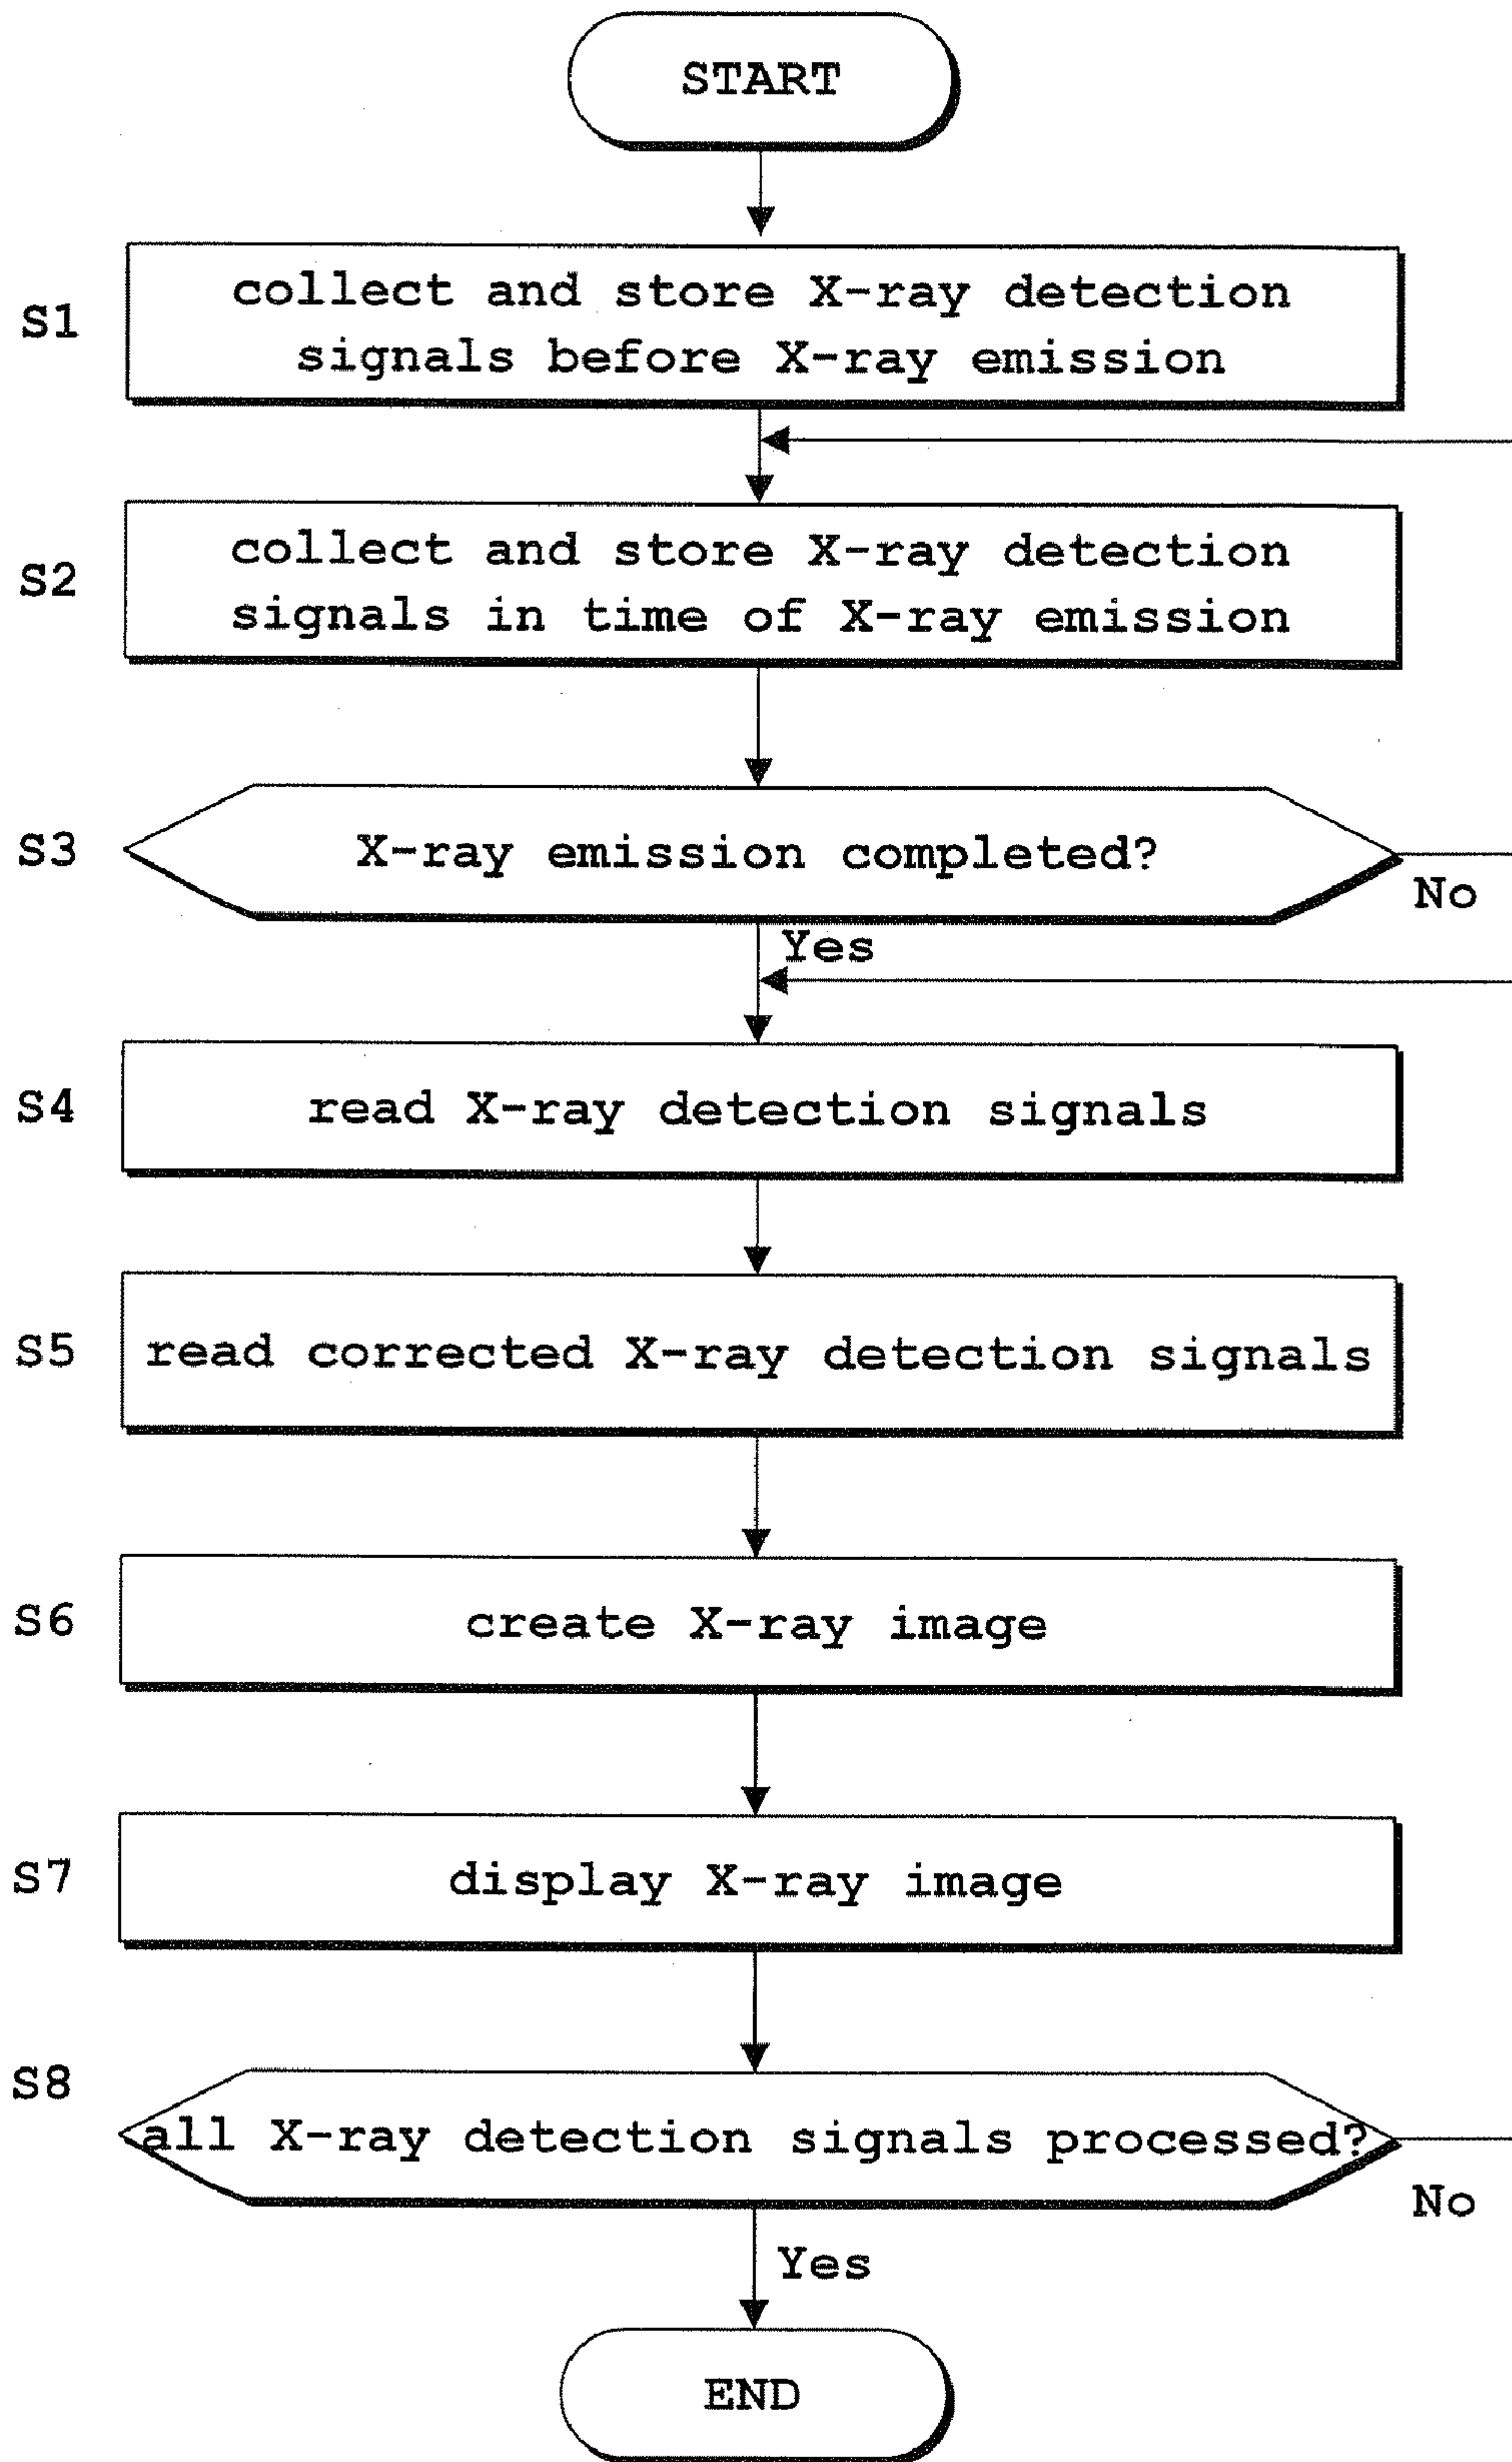 START
S1
collect and store X-ray detection
signals before X-ray emission
S2
collect and store X-ray detection
signals in time of X-ray emission
S3
X-ray emission completed?
No
Yes
S4
read X-ray detection signals
S5
read corrected X-ray detection signals
S6
create X-ray image
S7
display X-ray image
S8
all X-ray detection signals processed?
No
Yes
END